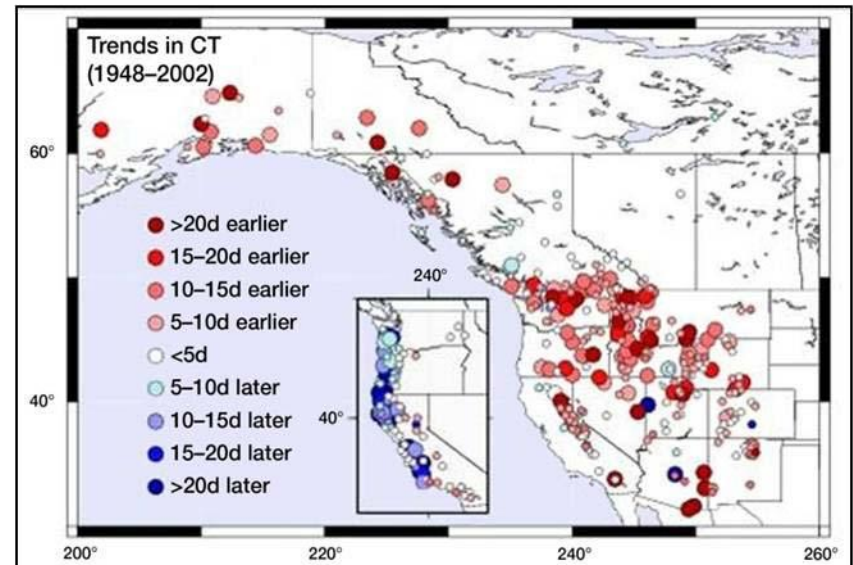 Trends in CT
(1948–2002)
60°
>20d earlier
15–20d earlier
10–15d earlier
5–10d earlier
<5d
5–10d later
10–15d later
15–20d later
>20d later
240°
40°
40°
200°
220°
240°
260°